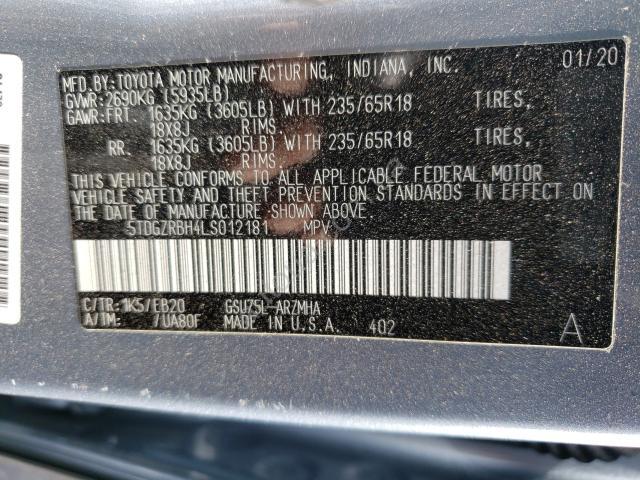 MFD.BY:TOYOTA MOTOR MANUFACTURING, INDIANA, INC. 01/20
GVWR:2690KG (5935LB)
GAWR:FRT. 1635KG (3605LB) WITH 235/65R18 TIRES,
18X8J RIMS.
RR. 1635KG (3605LB) WITH 235/65R18 TIRES,
18X8J RIMS.
THIS VEHICLE CONFORMS TO ALL APPLICABLE FEDERAL MOTOR
VEHICLE SAFETY AND THEFT PREVENTION STANDARDS IN EFFECT ON
THE DATE OF MANUFACTURE SHOWN ABOVE.
5TDGZRBH4LS012181 MPV
C/TR:1K5/EB20 GSU75L-ARZMHA
A/TM: /UA80F MADE IN U.S.A. 402 A